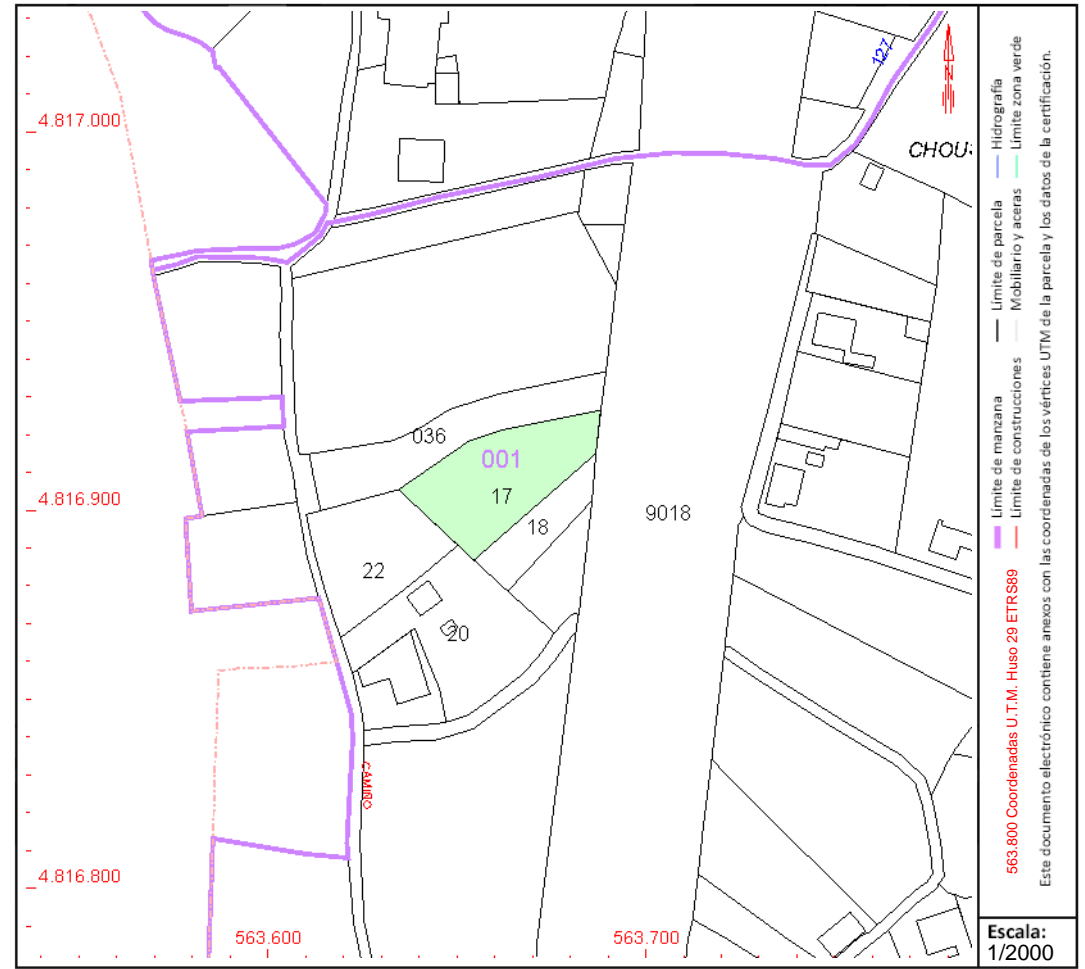 4.817.000
127
CHOU
036
001
17
4.816.900
18
9018
22
20
CAMIÑO
4.816.800
563.600
563.700
N
Límite de manzana
Límite de parcela
Hidrografía
Límite de construcciones
Mobiliario y aceras
Límite zona verde
563.800 Coordenadas U.T.M. Huso 29 ETRS89
Este documento electrónico contiene anexos con las coordenadas de los vértices UTM de la parcela y los datos de la certificación.
Escala:
1/2000